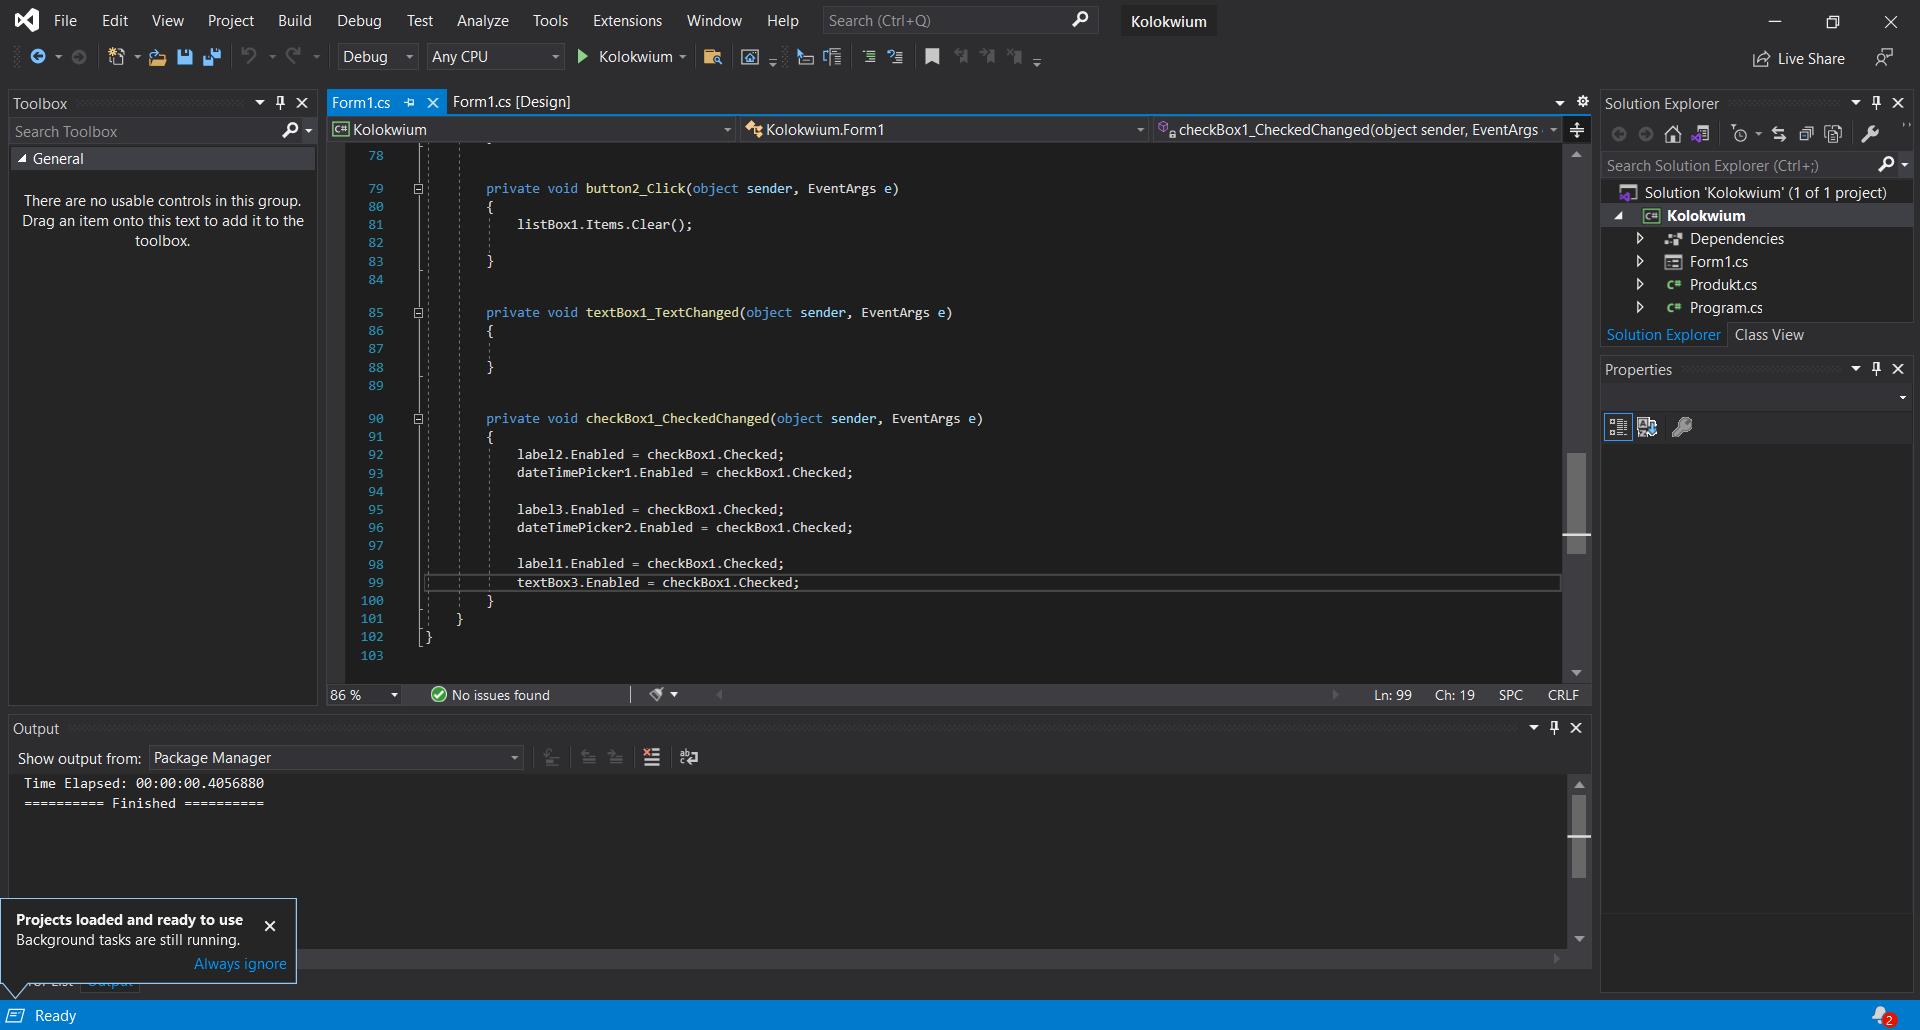 File Edit View Project Build Debug Test Analyze Tools Extensions Window Help Search (Ctrl+Q) Kolokwium
Debug Any CPU Kolokwium Live Share
Toolbox
Search Toolbox
General
There are no usable controls in this group.
Drag an item onto this text to add it to the
toolbox.
Form1.cs Form1.cs [Design]
Kolokwium Kolokwium.Form1 checkBox1_CheckedChanged(object sender, EventArgs
78
79 private void button2_Click(object sender, EventArgs e)
80 {
81 listBox1.Items.Clear();
82
83 }
84
85 private void textBox1_TextChanged(object sender, EventArgs e)
86 {
87
88 }
89
90 private void checkBox1_CheckedChanged(object sender, EventArgs e)
91 {
92 label2.Enabled = checkBox1.Checked;
93 dateTimePicker1.Enabled = checkBox1.Checked;
94
95 label3.Enabled = checkBox1.Checked;
96 dateTimePicker2.Enabled = checkBox1.Checked;
97
98 label1.Enabled = checkBox1.Checked;
99 textBox3.Enabled = checkBox1.Checked;
100 }
101 }
102 }
103
86 % No issues found Ln: 99 Ch: 19 SPC CRLF
Solution Explorer
Search Solution Explorer (Ctrl+;)
Solution 'Kolokwium' (1 of 1 project)
C# Kolokwium
Dependencies
Form1.cs
C# Produkt.cs
C# Program.cs
Solution Explorer Class View
Properties
Output
Show output from: Package Manager
Time Elapsed: 00:00:00.4056880
========== Finished ==========
Projects loaded and ready to use
Background tasks are still running.
Always ignore
List Output
Ready 2